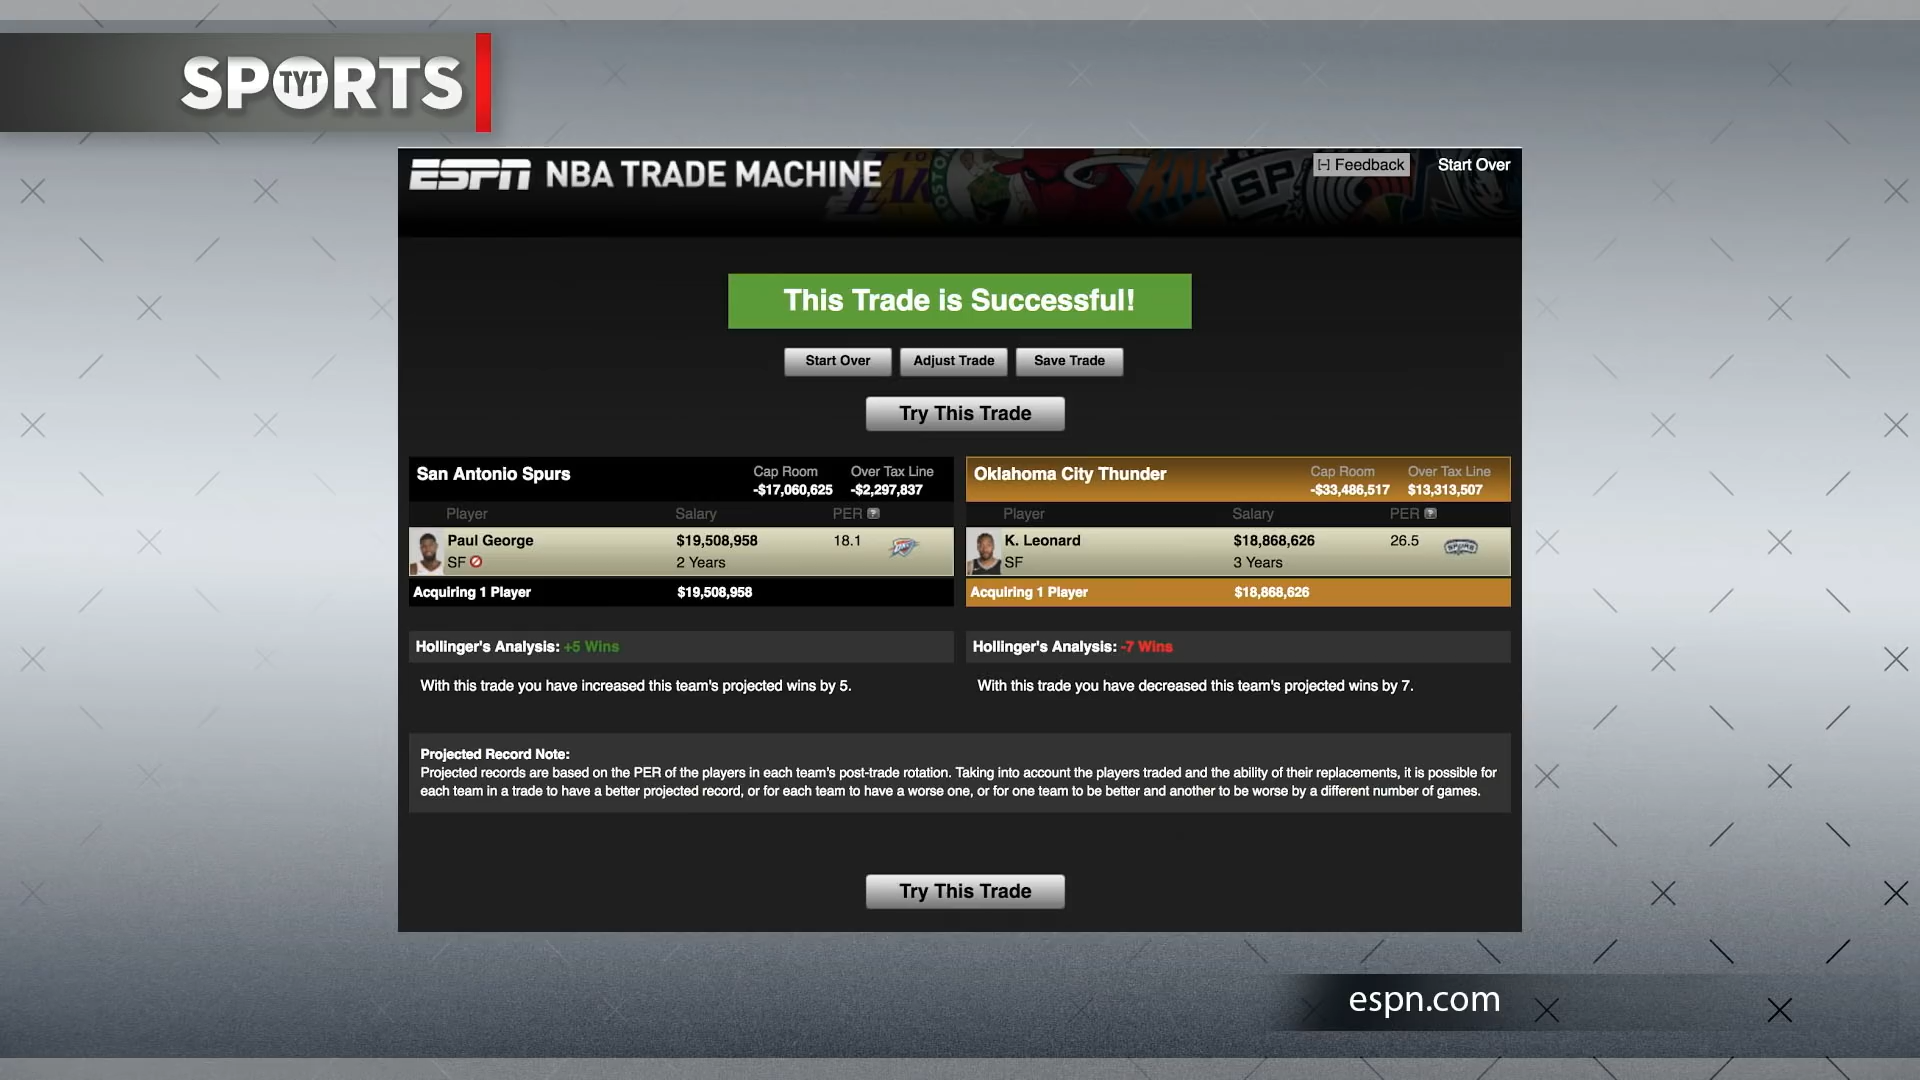 SPORTS
TYT
ESPN NBA TRADE MACHINE
[-] Feedback
Start Over
This Trade is Successful!
Start Over
Adjust Trade
Save Trade
Try This Trade
San Antonio Spurs
Cap Room
Over Tax Line
-$17,060,625
-$2,297,837
Player
Salary
PER ?
Paul George
$19,508,958
18.1
SF
2 Years
Acquiring 1 Player
$19,508,958
Hollinger's Analysis: +5 Wins
With this trade you have increased this team's projected wins by 5.
Oklahoma City Thunder
Cap Room
Over Tax Line
-$33,486,517
$13,313,507
Player
Salary
PER ?
K. Leonard
$18,868,626
26.5
SPURS
SF
3 Years
Acquiring 1 Player
$18,868,626
Hollinger's Analysis: -7 Wins
With this trade you have decreased this team's projected wins by 7.
Projected Record Note:
Projected records are based on the PER of the players in each team's post-trade rotation. Taking into account the players traded and the ability of their replacements, it is possible for
each team in a trade to have a better projected record, or for each team to have a worse one, or for one team to be better and another to be worse by a different number of games.
Try This Trade
espn.com